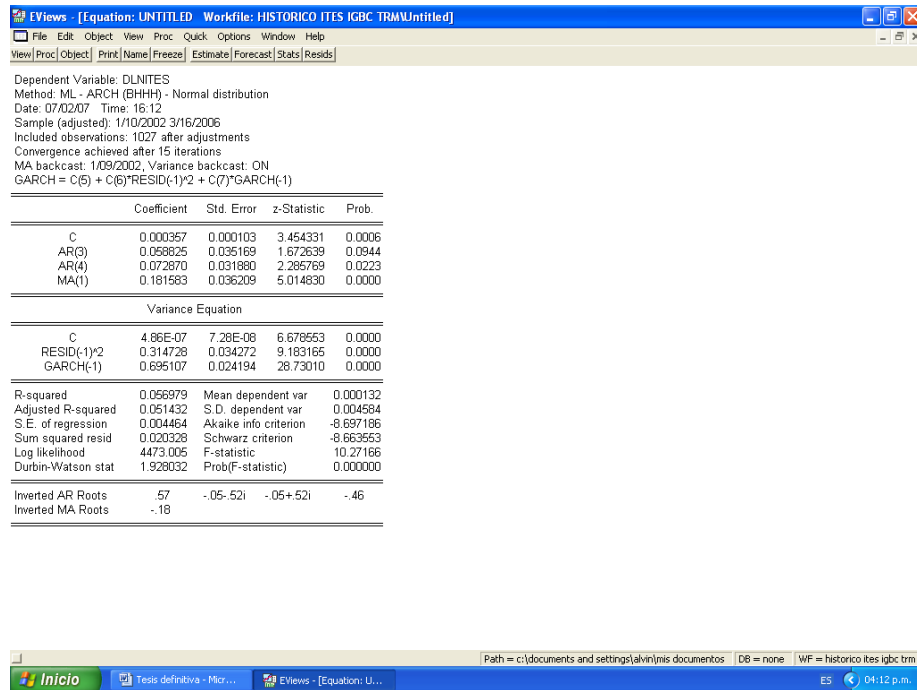 EViews - [Equation: UNTITLED   Workfile: HISTORICO ITES IGBC TRM\Untitled]
File Edit Object View Proc Quick Options Window Help
View Proc Object Print Name Freeze Estimate Forecast Stats Resids
Dependent Variable: DLNITES
Method: ML - ARCH (BHHH) - Normal distribution
Date: 07/02/07   Time: 16:12
Sample (adjusted): 1/10/2002 3/16/2006
Included observations: 1027 after adjustments
Convergence achieved after 15 iterations
MA backcast: 1/09/2002, Variance backcast: ON
GARCH = C(5) + C(6)*RESID(-1)^2 + C(7)*GARCH(-1)
Coefficient Std. Error z-Statistic Prob.
C 0.000357 0.000103 3.454331 0.0006
AR(3) 0.058825 0.035169 1.672639 0.0944
AR(4) 0.072870 0.031880 2.285769 0.0223
MA(1) 0.181583 0.036209 5.014830 0.0000
Variance Equation
C 4.86E-07 7.28E-08 6.678553 0.0000
RESID(-1)^2 0.314728 0.034272 9.183165 0.0000
GARCH(-1) 0.695107 0.024194 28.73010 0.0000
R-squared 0.056979 Mean dependent var 0.000132
Adjusted R-squared 0.051432 S.D. dependent var 0.004584
S.E. of regression 0.004464 Akaike info criterion -8.697186
Sum squared resid 0.020328 Schwarz criterion -8.663553
Log likelihood 4473.005 F-statistic 10.27166
Durbin-Watson stat 1.928032 Prob(F-statistic) 0.000000
Inverted AR Roots .57 -.05-.52i -.05+.52i -.46
Inverted MA Roots -.18
Path = c:\documents and settings\alvin\mis documentos DB = none WF = historico ites igbc trm
Inicio Tesis definitiva - Micr... EViews - [Equation: U... ES 04:12 p.m.